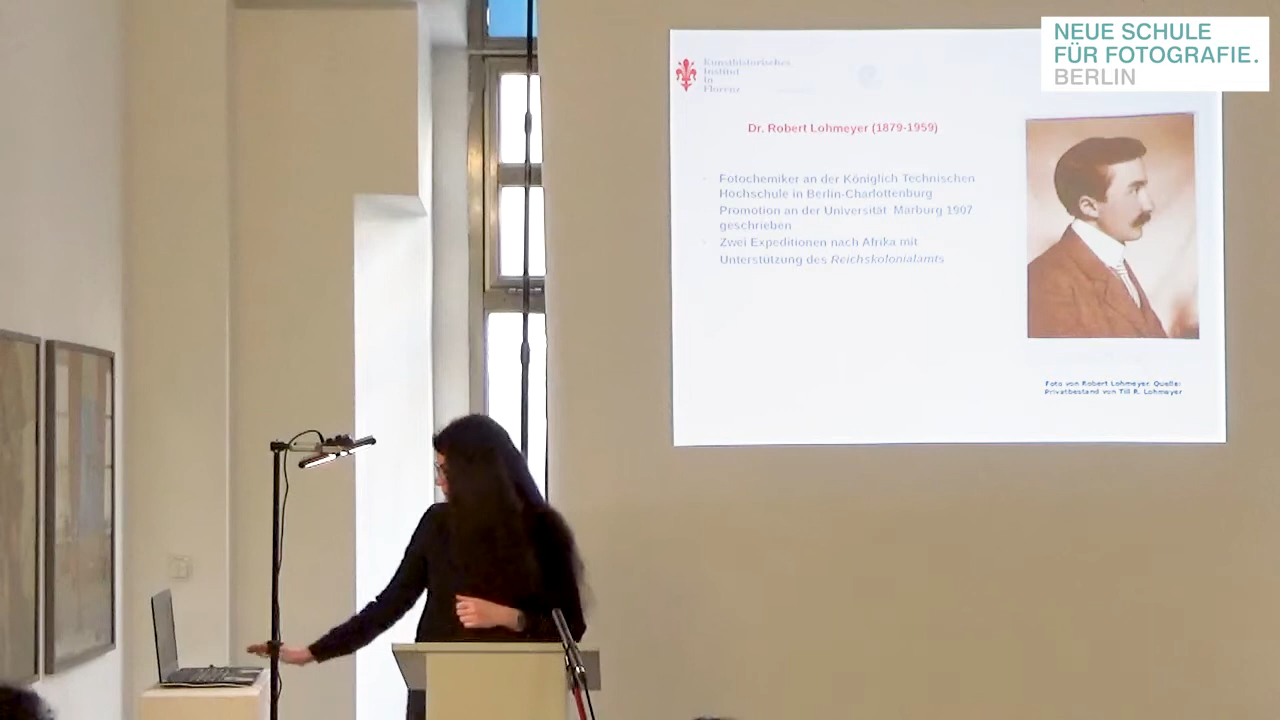 NEUE SCHULE
FÜR FOTOGRAFIE.
BERLIN
Kunsthistorisches
Institut
in
Florenz
Dr. Robert Lohmeyer (1879-1959)
Fotochemiker an der Königlich Technischen
Hochschule in Berlin-Charlottenburg
Promotion an der Universität Marburg 1907
geschrieben
Zwei Expeditionen nach Afrika mit
Unterstützung des Reichskolonialamts
Foto von Robert Lohmeyer. Quelle:
Privatbestand von Till R. Lohmeyer